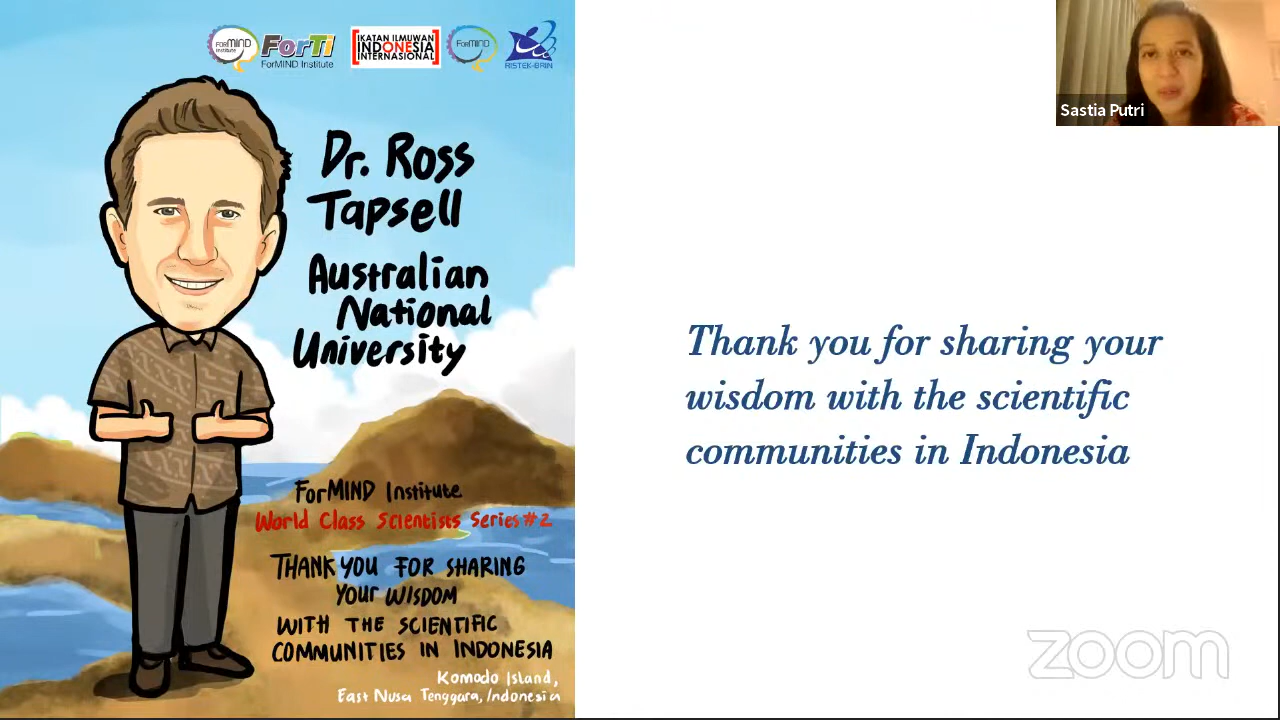 ForMIND
Institute
ForTi
ForMIND Institute
IKATAN ILMUWAN
INDONESIA
INTERNASIONAL
ForMIND
RISTEK-BRIN
Sastia Putri
Dr. Ross
Tapsell
Australian
National
University
ForMIND Institute
World Class Scientists Series #2
THANK YOU FOR SHARING
YOUR WISDOM
WITH THE SCIENTIFIC
COMMUNITIES IN INDONESIA
Komodo Island,
East Nusa Tenggara, Indonesia
Thank you for sharing your
wisdom with the scientific
communities in Indonesia
zoom